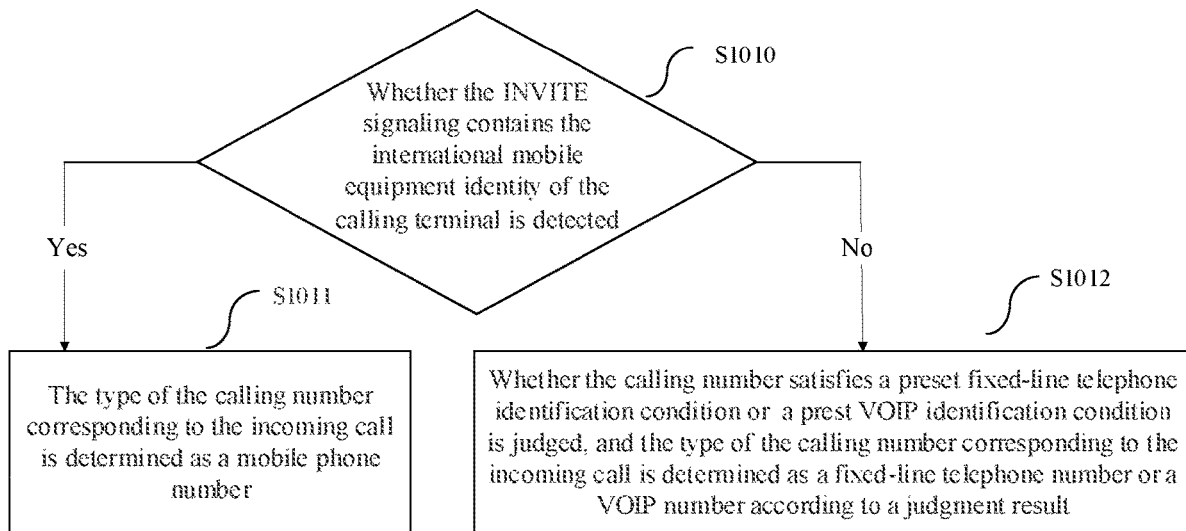 S1010
Whether the INVITE
signaling contains the
international mobile
equipment identity of the
calling terminal is detected
Yes
No
S1011
S1012
The type of the calling number
corresponding to the incoming call
is determined as a mobile phone
number
Whether the calling number satisfies a preset fixed-line telephone
identification condition or a prest VOIP identification condition
is judged, and the type of the calling number corresponding to the
incoming call is determined as a fixed-line telephone number or a
VOIP number according to a judgment result